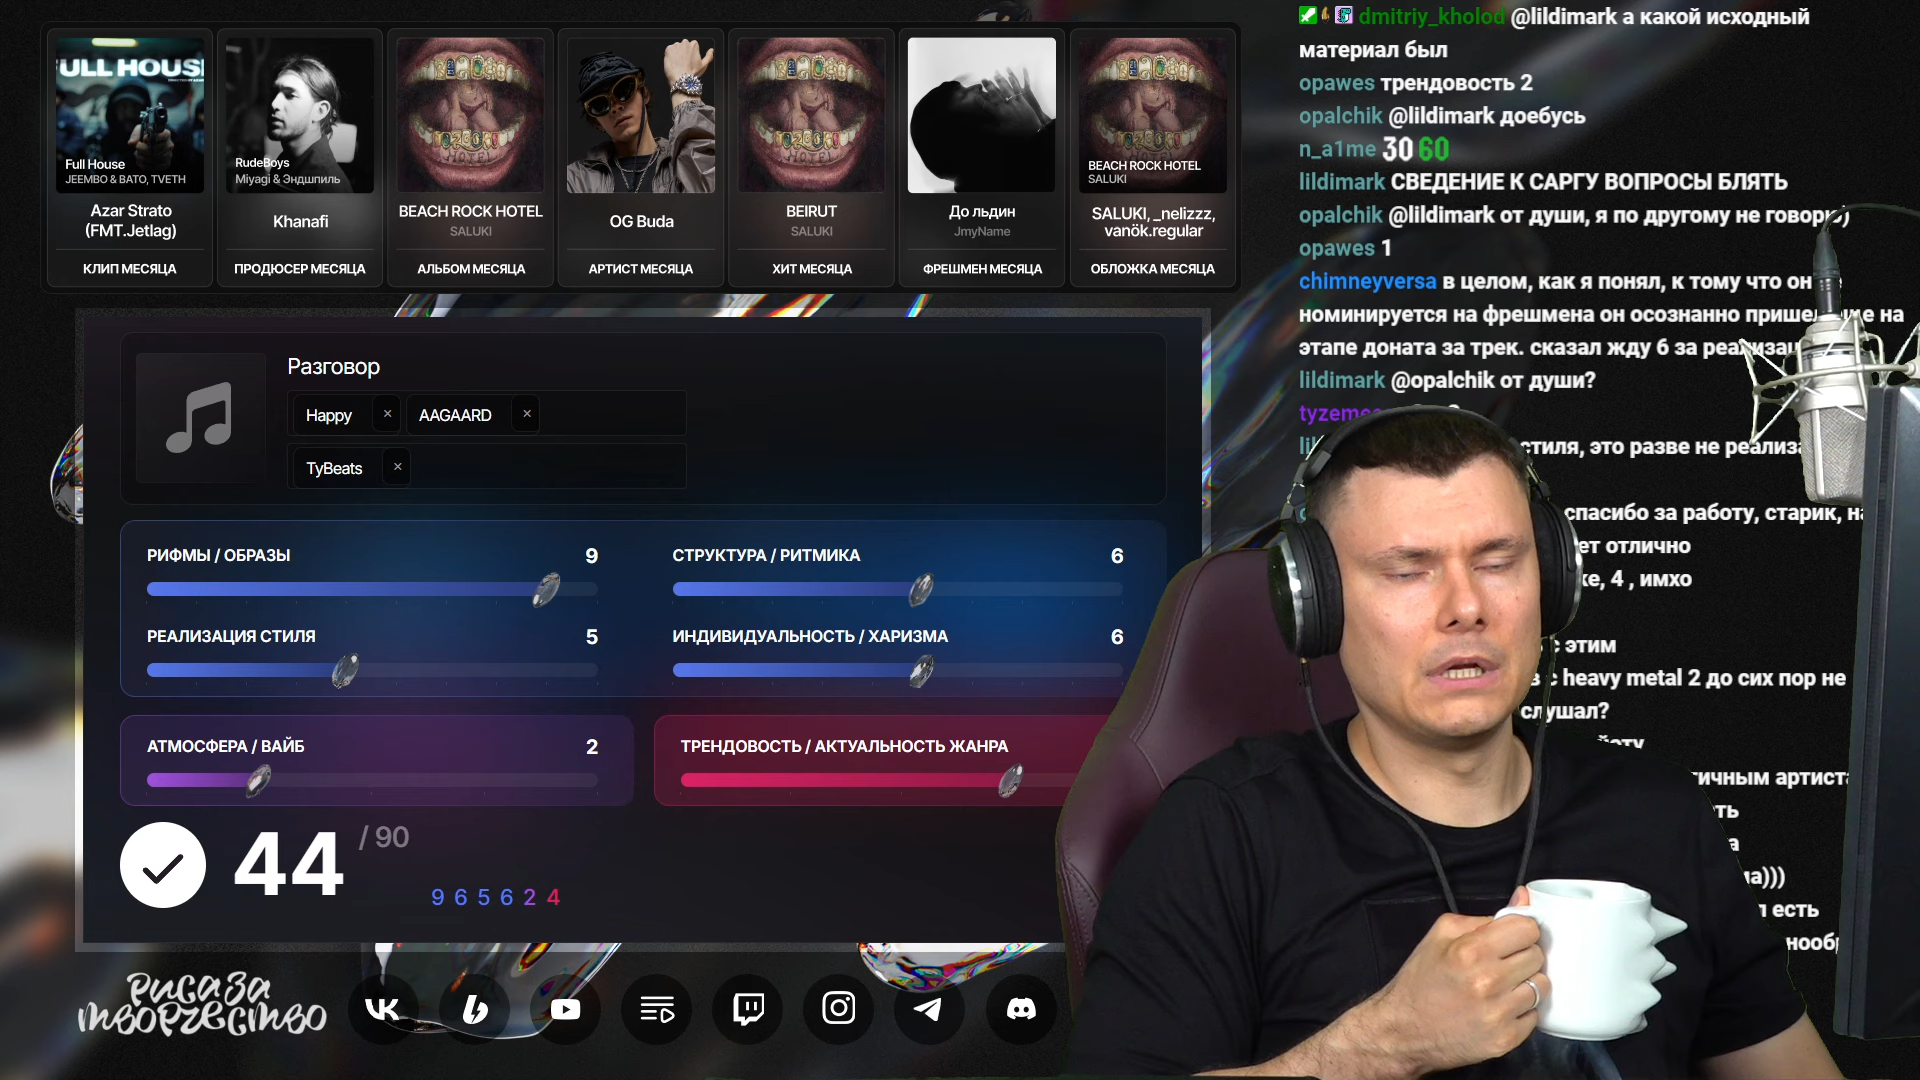 FULL HOUSE
Full House
JEEMBO & BATO, TVETH
Azar Strato
(FMT.Jetlag)
КЛИП МЕСЯЦА
RudeBoys
Miyagi & Эндшпиль
Khanafi
ПРОДЮСЕР МЕСЯЦА
BEACH ROCK HOTEL
SALUKI
АЛЬБОМ МЕСЯЦА
OG Buda
АРТИСТ МЕСЯЦА
BEIRUT
SALUKI
ХИТ МЕСЯЦА
До льдин
JmyName
ФРЕШМЕН МЕСЯЦА
BEACH ROCK HOTEL
SALUKI
SALUKI, _nelizzz,
vanök.regular
ОБЛОЖКА МЕСЯЦА
Разговор
Happy × AAGAARD ×
TyBeats ×
РИФМЫ / ОБРАЗЫ 9
СТРУКТУРА / РИТМИКА 6
РЕАЛИЗАЦИЯ СТИЛЯ 5
ИНДИВИДУАЛЬНОСТЬ / ХАРИЗМА 6
АТМОСФЕРА / ВАЙБ 2
ТРЕНДОВОСТЬ / АКТУАЛЬНОСТЬ ЖАНРА
44 / 90
9 6 5 6 2 4
РИСАЗА
ТВОРЧЕСТВО
dmitriy_kholod @lildimark а какой исходный
материал был
opawes трендовость 2
opalchik @lildimark доебусь
n_a1me 30 60
lildimark СВЕДЕНИЕ К САРГУ ВОПРОСЫ БЛЯТЬ
opalchik @lildimark от души, я по другому не говорю)
opawes 1
chimneyversa в целом, как я понял, к тому что он
номинируется на фрешмена он осознанно на
этапе доната за трек. сказал жду 6 за
lildimark @opalchik от души?
стиля, это разве не
спасибо за работу, старик,
отлично
4 , имхо
с этим
с heavy metal 2 до сих пор не
слушал?
есть